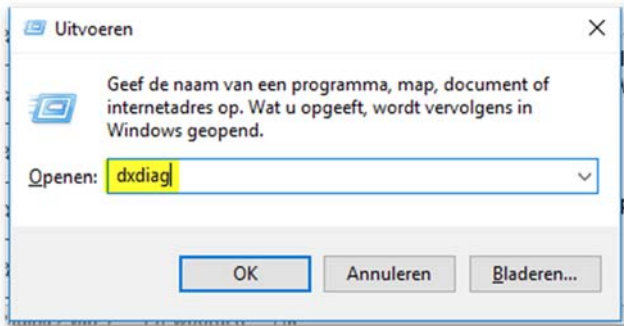 Uitvoeren
Geef de naam van een programma, map, document of
internetadres op. Wat u opgeeft, wordt vervolgens in
Windows geopend.
Openen: dxdiag
OK Annuleren Bladeren...